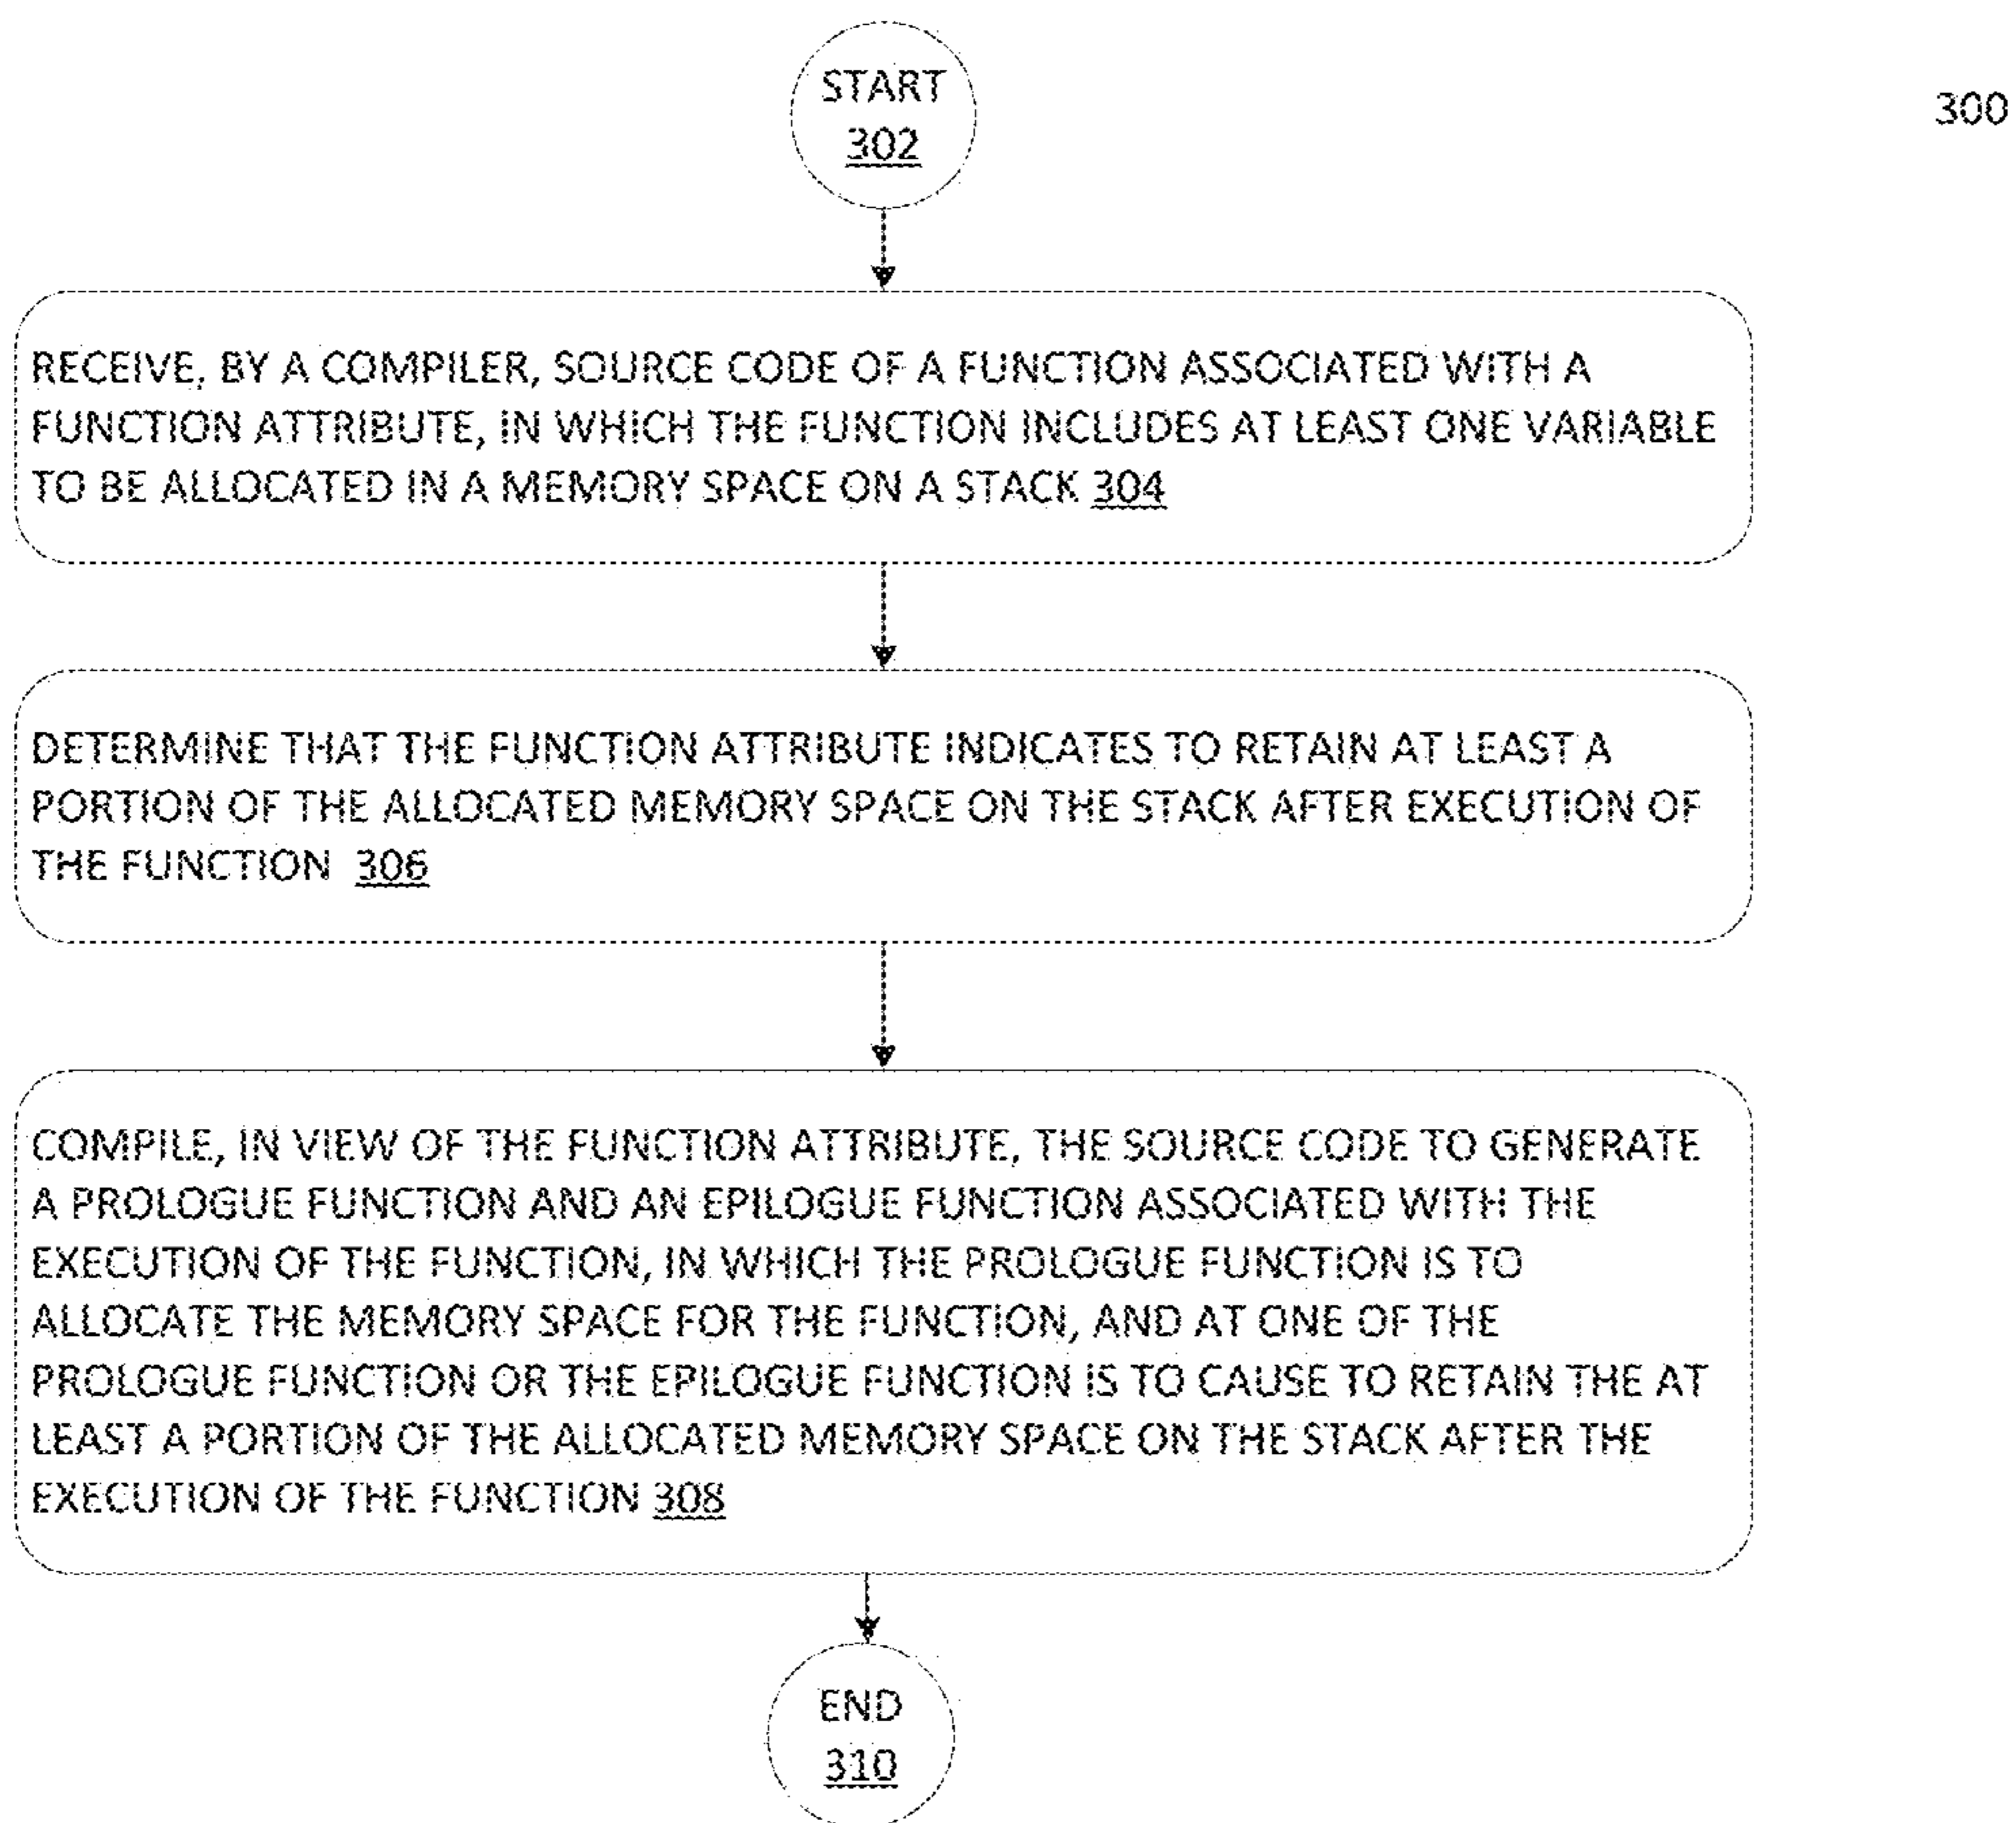 START
302
300
RECEIVE, BY A COMPILER, SOURCE CODE OF A FUNCTION ASSOCIATED WITH A
FUNCTION ATTRIBUTE, IN WHICH THE FUNCTION INCLUDES AT LEAST ONE VARIABLE
TO BE ALLOCATED IN A MEMORY SPACE ON A STACK 304
DETERMINE THAT THE FUNCTION ATTRIBUTE INDICATES TO RETAIN AT LEAST A
PORTION OF THE ALLOCATED MEMORY SPACE ON THE STACK AFTER EXECUTION OF
THE FUNCTION 306
COMPILE, IN VIEW OF THE FUNCTION ATTRIBUTE, THE SOURCE CODE TO GENERATE
A PROLOGUE FUNCTION AND AN EPILOGUE FUNCTION ASSOCIATED WITH THE
EXECUTION OF THE FUNCTION, IN WHICH THE PROLOGUE FUNCTION IS TO
ALLOCATE THE MEMORY SPACE FOR THE FUNCTION, AND AT ONE OF THE
PROLOGUE FUNCTION OR THE EPILOGUE FUNCTION IS TO CAUSE TO RETAIN THE AT
LEAST A PORTION OF THE ALLOCATED MEMORY SPACE ON THE STACK AFTER THE
EXECUTION OF THE FUNCTION 308
END
310